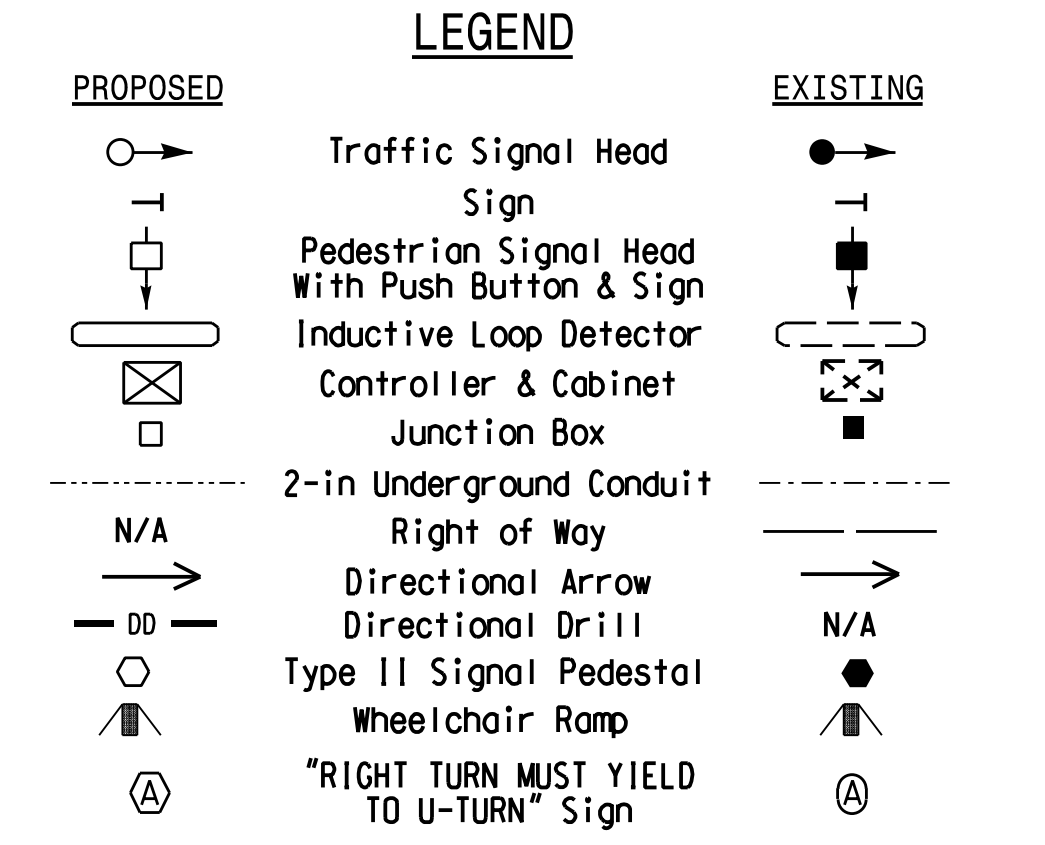 LEGEND
PROPOSED EXISTING
Traffic Signal Head
Sign
Pedestrian Signal Head
With Push Button & Sign
Inductive Loop Detector
Controller & Cabinet
Junction Box
2-in Underground Conduit
N/A Right of Way
Directional Arrow
DD Directional Drill N/A
Type II Signal Pedestal
Wheelchair Ramp
"RIGHT TURN MUST YIELD
A TO U-TURN" Sign A